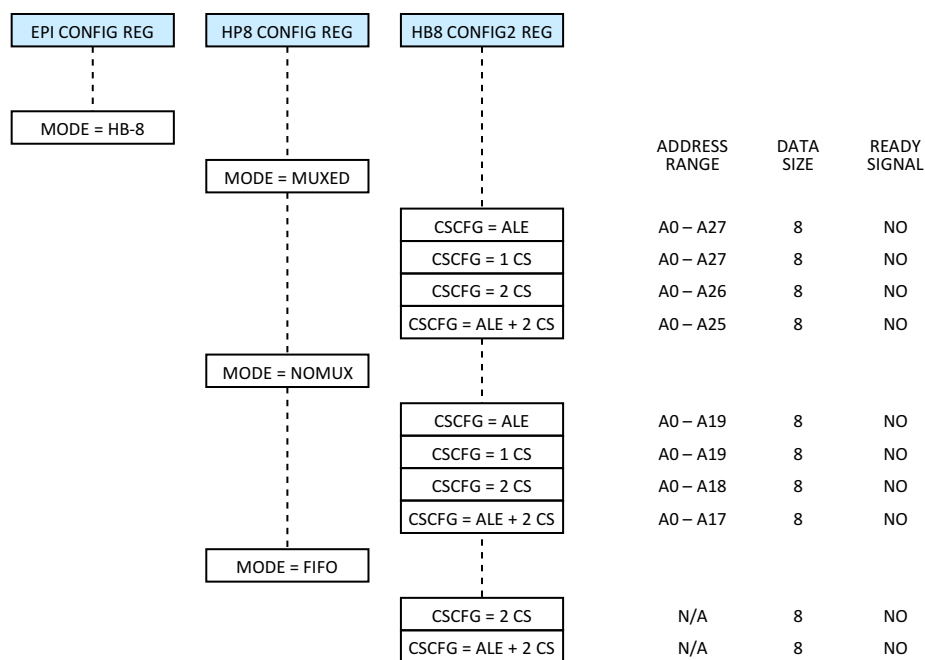 EPI CONFIG REG
HP8 CONFIG REG
HB8 CONFIG2 REG
MODE = HB-8
ADDRESS RANGE
DATA SIZE
READY SIGNAL
MODE = MUXED
CSCFG = ALE A0 – A27 8 NO
CSCFG = 1 CS A0 – A27 8 NO
CSCFG = 2 CS A0 – A26 8 NO
CSCFG = ALE + 2 CS A0 – A25 8 NO
MODE = NOMUX
CSCFG = ALE A0 – A19 8 NO
CSCFG = 1 CS A0 – A19 8 NO
CSCFG = 2 CS A0 – A18 8 NO
CSCFG = ALE + 2 CS A0 – A17 8 NO
MODE = FIFO
CSCFG = 2 CS N/A 8 NO
CSCFG = ALE + 2 CS N/A 8 NO